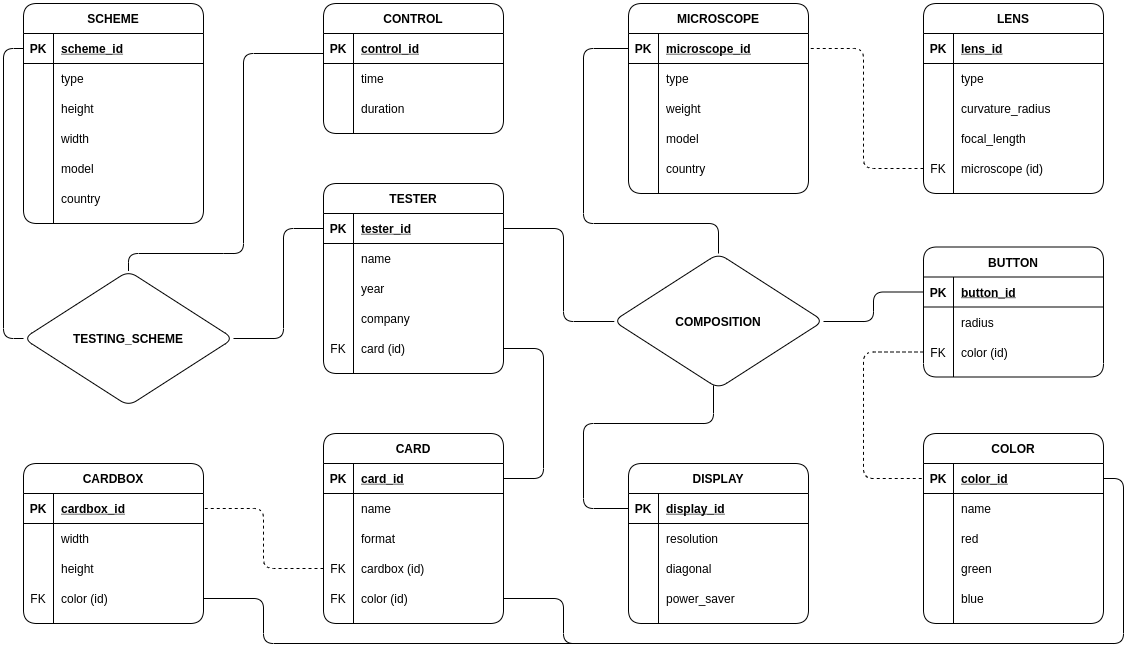 SCHEME
PK scheme_id
type
height
width
model
country
CONTROL
PK control_id
time
duration
MICROSCOPE
PK microscope_id
type
weight
model
country
LENS
PK lens_id
type
curvature_radius
focal_length
FK microscope (id)
TESTER
PK tester_id
name
year
company
FK card (id)
TESTING_SCHEME
COMPOSITION
BUTTON
PK button_id
radius
FK color (id)
CARDBOX
PK cardbox_id
width
height
FK color (id)
CARD
PK card_id
name
format
FK cardbox (id)
FK color (id)
DISPLAY
PK display_id
resolution
diagonal
power_saver
COLOR
PK color_id
name
red
green
blue